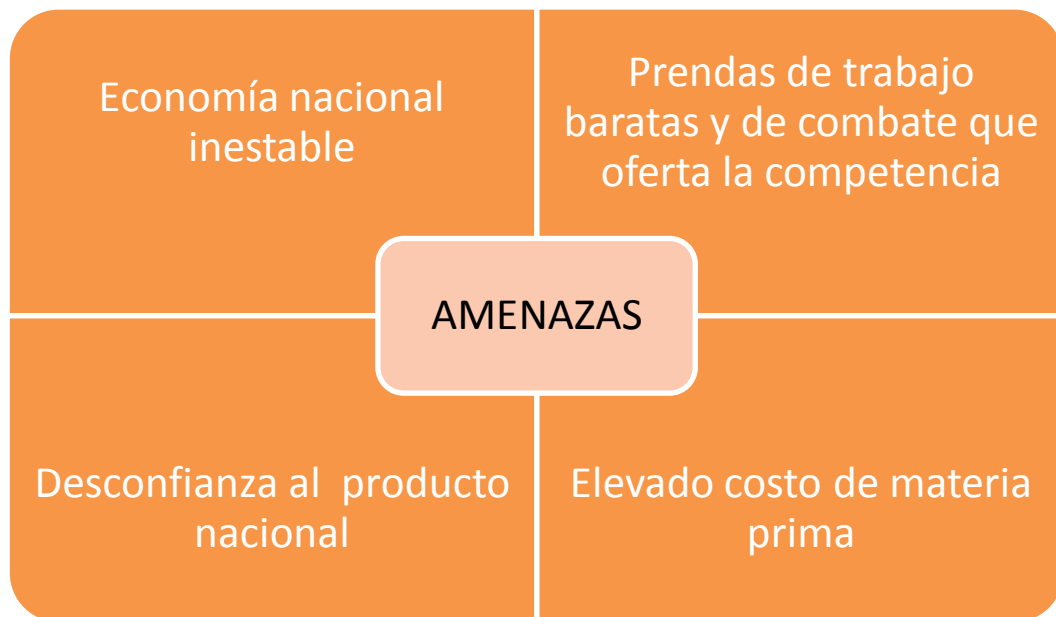 Economía nacional
inestable
Prendas de trabajo
baratas y de combate que
oferta la competencia
AMENAZAS
Desconfianza al  producto
nacional
Elevado costo de materia
prima